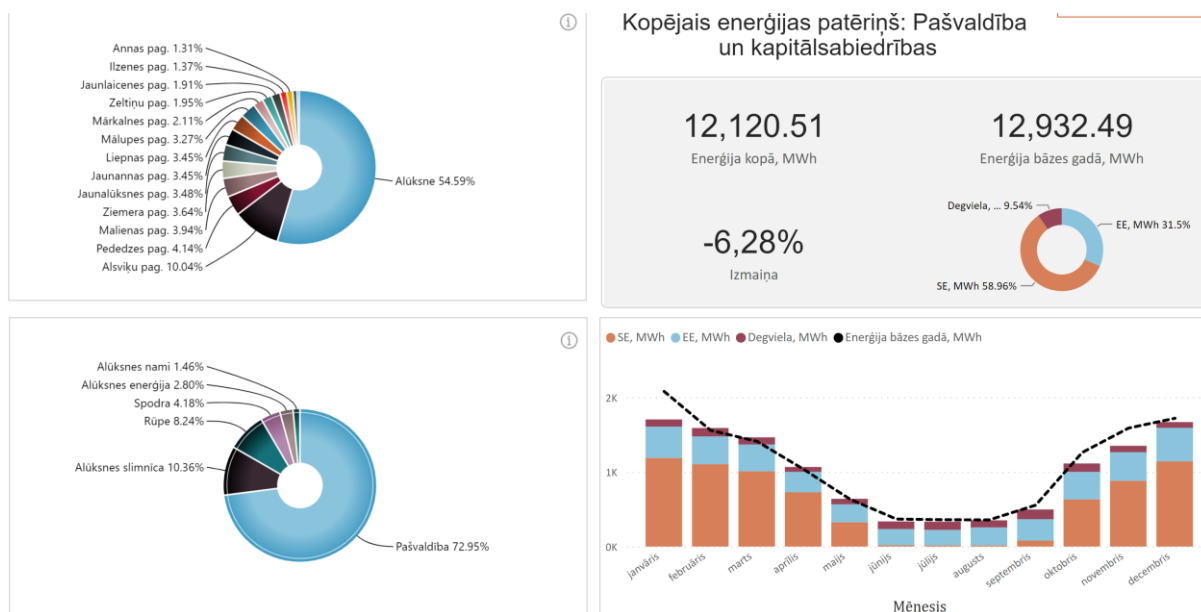 Annas pag. 1.31%
Ilzenes pag. 1.37%
Jaunlaicenes pag. 1.91%
Zeltiņu pag. 1.95%
Mārkalnes pag. 2.11%
Mālupes pag. 3.27%
Liepnas pag. 3.45%
Jaunannas pag. 3.45%
Jaunalūksnes pag. 3.48%
Ziemera pag. 3.64%
Malienas pag. 3.94%
Pededzes pag. 4.14%
Alsviķu pag. 10.04%
Alūksne 54.59%
Kopējais enerģijas patēriņš: Pašvaldība
un kapitālsabiedrības
12,120.51
Enerģija kopā, MWh
12,932.49
Enerģija bāzes gadā, MWh
-6,28%
Izmaiņa
Degviela, ... 9.54%
EE, MWh 31.5%
SE, MWh 58.96%
Alūksnes nami 1.46%
Alūksnes enerģija 2.80%
Spodra 4.18%
Rūpe 8.24%
Alūksnes slimnīca 10.36%
Pašvaldība 72.95%
SE, MWh EE, MWh Degviela, MWh Enerģija bāzes gadā, MWh
2K
1K
0K
janvāris februāris marts aprīlis maijs jūnijs jūlijs augusts septembris oktobris novembris decembris
Mēnesis